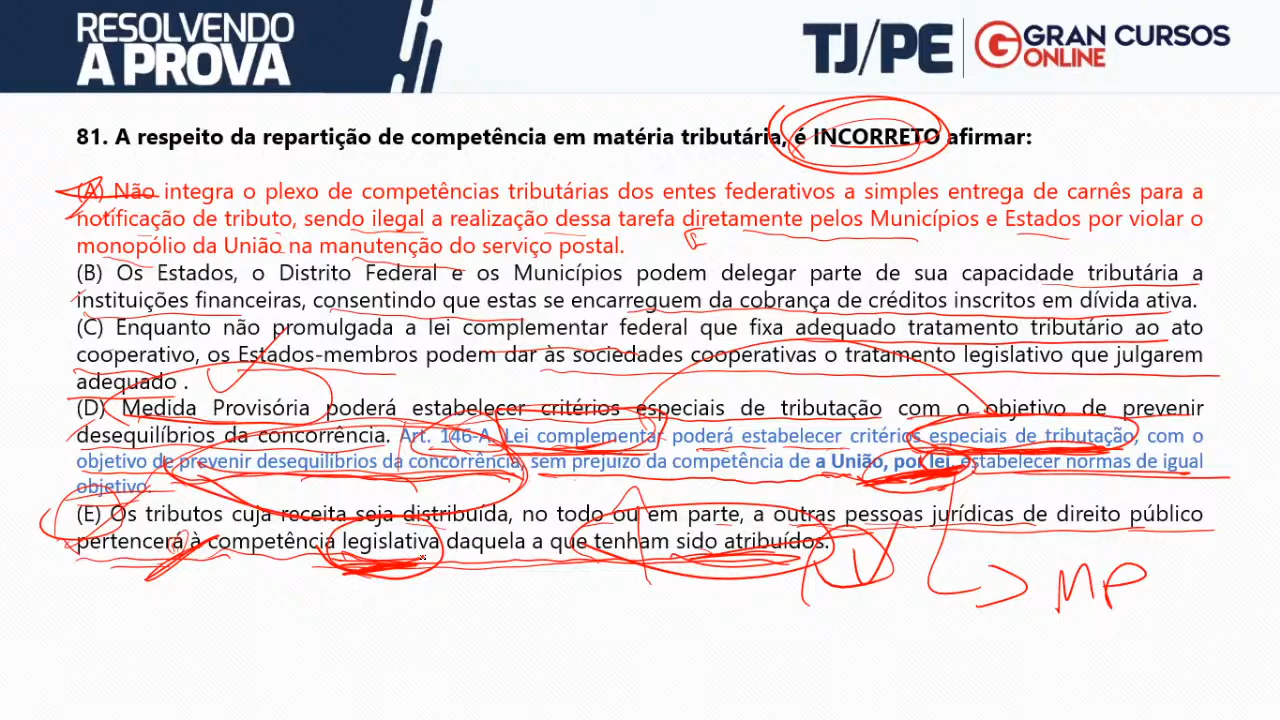 RESOLVENDO
A PROVA
TJ/PE
GRAN CURSOS
ONLINE
81. A respeito da repartição de competência em matéria tributária, é INCORRETO afirmar:
(A) Não integra o plexo de competências tributárias dos entes federativos a simples entrega de carnês para a
notificação de tributo, sendo ilegal a realização dessa tarefa diretamente pelos Municípios e Estados por violar o
monopólio da União na manutenção do serviço postal.
(B) Os Estados, o Distrito Federal e os Municípios podem delegar parte de sua capacidade tributária a
instituições financeiras, consentindo que estas se encarreguem da cobrança de créditos inscritos em dívida ativa.
(C) Enquanto não promulgada a lei complementar federal que fixa adequado tratamento tributário ao ato
cooperativo, os Estados-membros podem dar às sociedades cooperativas o tratamento legislativo que julgarem
adequado .
(D) Medida Provisória poderá estabelecer critérios especiais de tributação com o objetivo de prevenir
desequilíbrios da concorrência. Art. 146-A. Lei complementar poderá estabelecer critérios especiais de tributação, com o
objetivo de prevenir desequilíbrios da concorrência, sem prejuízo da competência de a União, por lei, estabelecer normas de igual
objetivo.
(E) Os tributos cuja receita seja distribuída, no todo ou em parte, a outras pessoas jurídicas de direito público
pertencerá à competência legislativa daquela a que tenham sido atribuídos.
MP